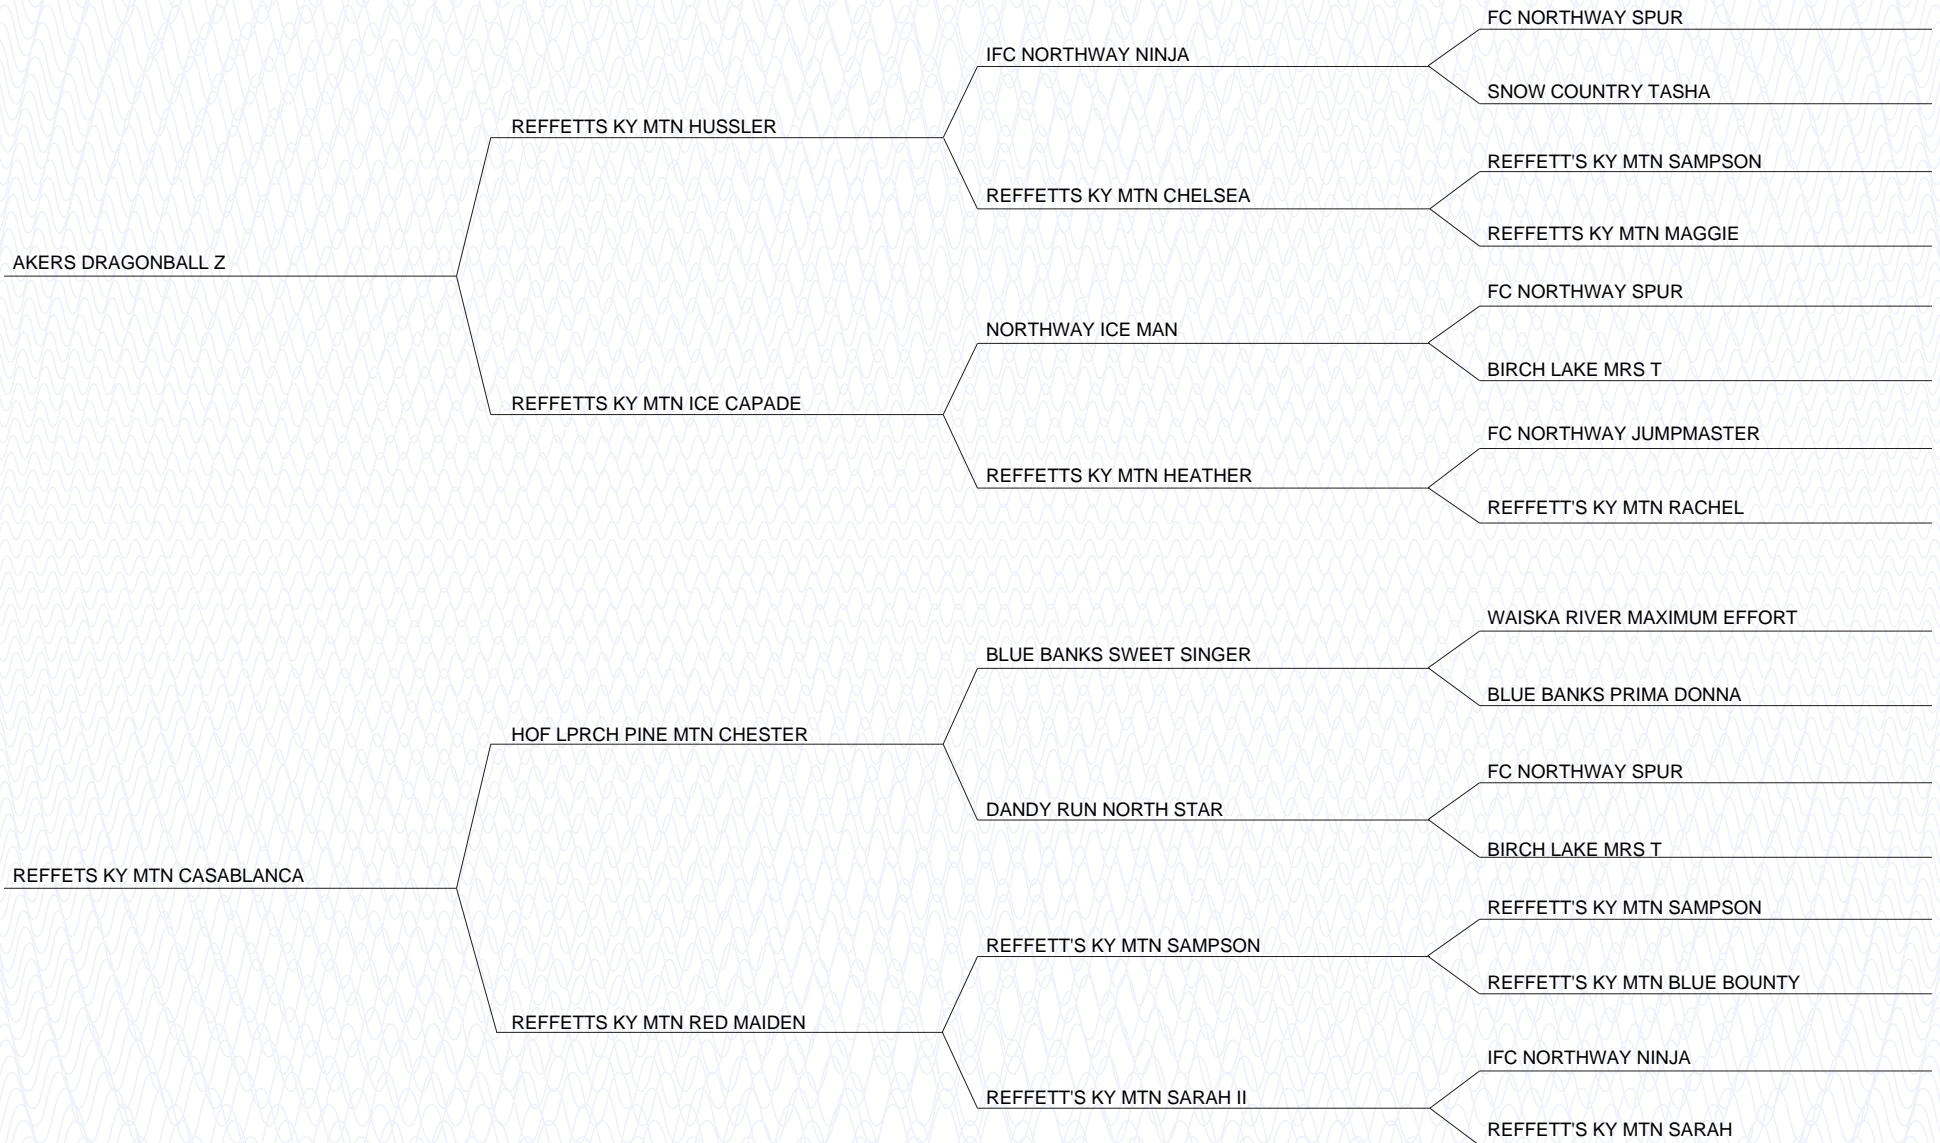 FC NORTHWAY SPUR
IFC NORTHWAY NINJA
SNOW COUNTRY TASHA
REFFETTS KY MTN HUSSLER
REFFETT'S KY MTN SAMPSON
REFFETTS KY MTN CHELSEA
REFFETTS KY MTN MAGGIE
AKERS DRAGONBALL Z
FC NORTHWAY SPUR
NORTHWAY ICE MAN
BIRCH LAKE MRS T
REFFETTS KY MTN ICE CAPADE
FC NORTHWAY JUMPMASTER
REFFETTS KY MTN HEATHER
REFFETT'S KY MTN RACHEL
WAISKA RIVER MAXIMUM EFFORT
BLUE BANKS SWEET SINGER
BLUE BANKS PRIMA DONNA
HOF LPRCH PINE MTN CHESTER
FC NORTHWAY SPUR
DANDY RUN NORTH STAR
BIRCH LAKE MRS T
REFFETS KY MTN CASABLANCA
REFFETT'S KY MTN SAMPSON
REFFETT'S KY MTN SAMPSON
REFFETT'S KY MTN BLUE BOUNTY
REFFETTS KY MTN RED MAIDEN
IFC NORTHWAY NINJA
REFFETT'S KY MTN SARAH II
REFFETT'S KY MTN SARAH